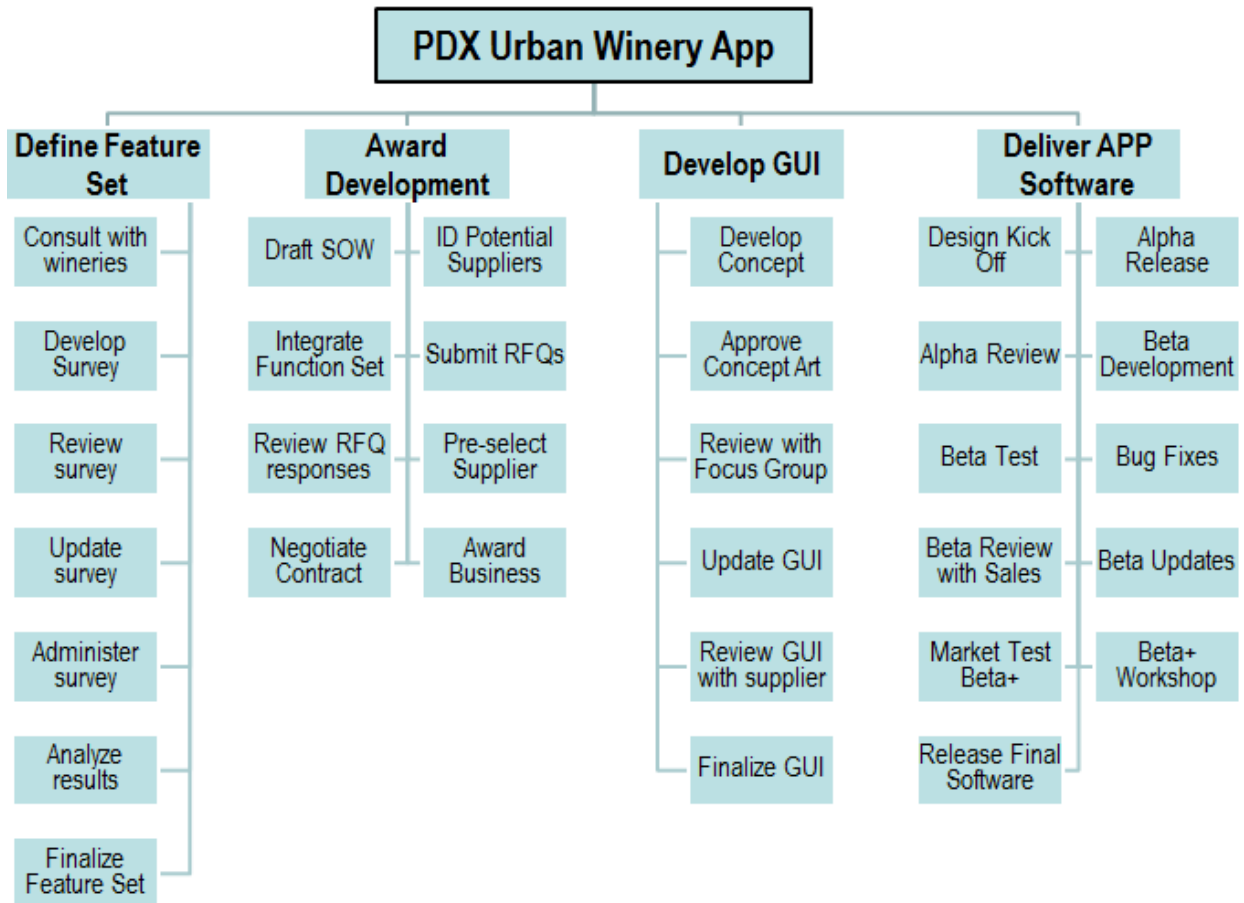 PDX Urban Winery App
Define Feature
Set
Consult with
wineries
Develop
Survey
Review
survey
Update
survey
Administer
survey
Analyze
results
Finalize
Feature Set
Award
Development
Draft SOW
ID Potential
Suppliers
Integrate
Function Set
Submit RFQs
Review RFQ
responses
Pre-select
Supplier
Negotiate
Contract
Award
Business
Develop GUI
Develop
Concept
Approve
Concept Art
Review with
Focus Group
Update GUI
Review GUI
with supplier
Finalize GUI
Deliver APP
Software
Design Kick
Off
Alpha
Release
Alpha Review
Beta
Development
Beta Test
Bug Fixes
Beta Review
with Sales
Beta Updates
Market Test
Beta+
Beta+
Workshop
Release Final
Software